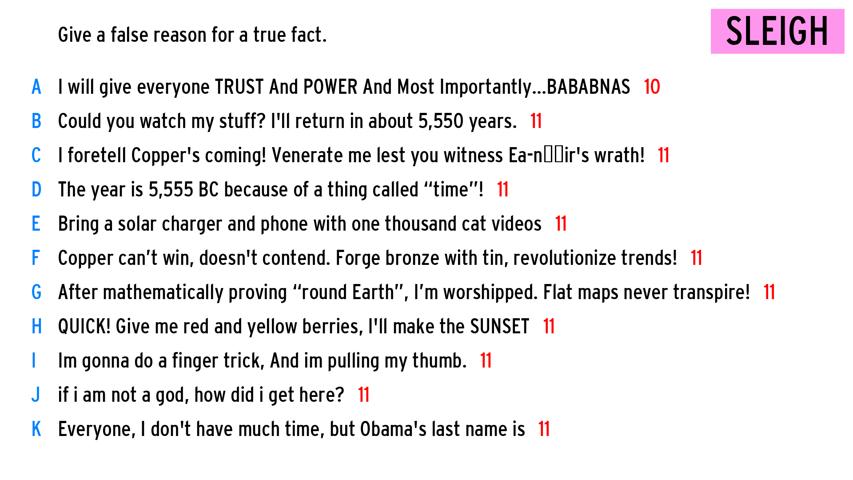 Give a false reason for a true fact.
SLEIGH
A I will give everyone TRUST And POWER And Most Importantly...BABABNAS 10
B Could you watch my stuff? I'll return in about 5,550 years. 11
C I foretell Copper's coming! Venerate me lest you witness Ea-n▯▯ir's wrath! 11
D The year is 5,555 BC because of a thing called “time”! 11
E Bring a solar charger and phone with one thousand cat videos 11
F Copper can’t win, doesn't contend. Forge bronze with tin, revolutionize trends! 11
G After mathematically proving “round Earth”, I’m worshipped. Flat maps never transpire! 11
H QUICK! Give me red and yellow berries, I'll make the SUNSET 11
I Im gonna do a finger trick, And im pulling my thumb. 11
J if i am not a god, how did i get here? 11
K Everyone, I don't have much time, but Obama's last name is 11